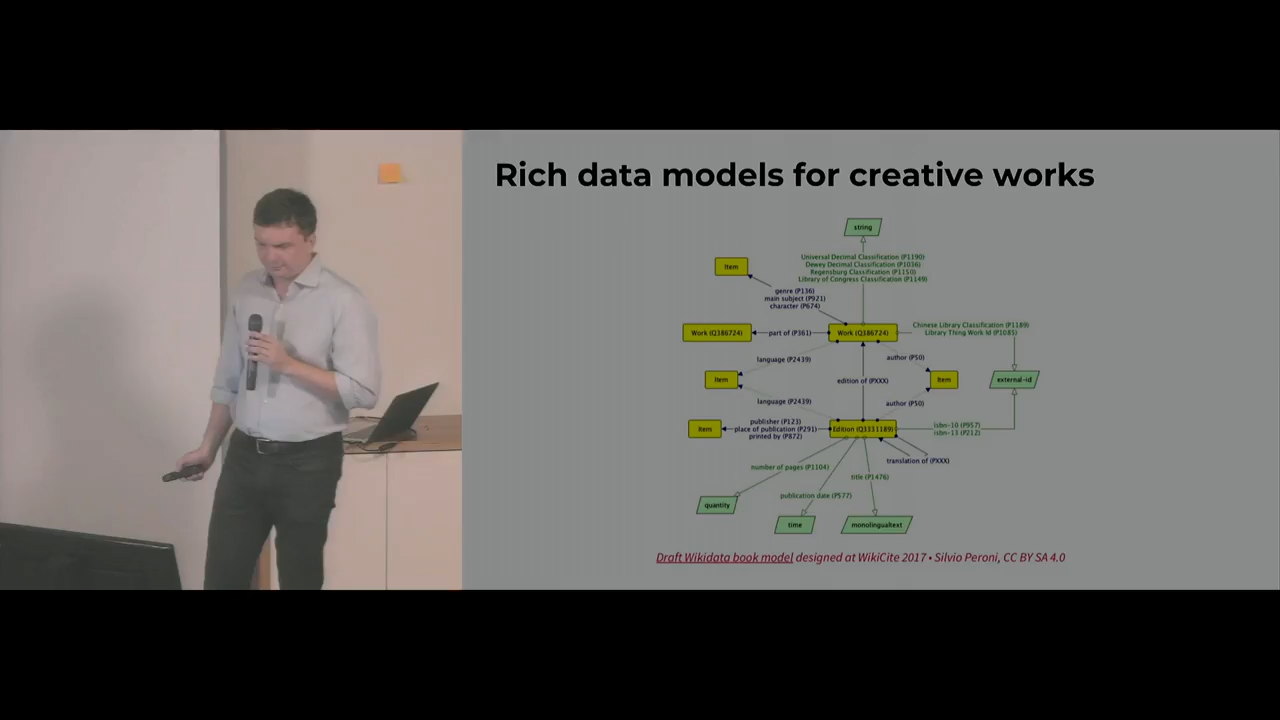 Rich data models for creative works
string
Universal Decimal Classification (P1190)
Dewey Decimal Classification (P1036)
Regensburg Classification (P1150)
Library of Congress Classification (P1149)
Item
genre (P136)
main subject (P921)
character (P674)
Work (Q386724)
part of (P361)
Work (Q386724)
Chinese Library Classification (P1189)
Library Thing Work Id (P1085)
language (P2439)
author (P50)
Item
edition of (PXXX)
Item
external-id
language (P2439)
author (P50)
Item
publisher (P123)
place of publication (P291)
printed by (P872)
Edition (Q3331189)
isbn-10 (P957)
isbn-13 (P212)
translation of (PXXX)
number of pages (P1104)
title (P1476)
publication date (P577)
quantity
time
monolingualtext
Draft Wikidata book model designed at WikiCite 2017 • Silvio Peroni, CC BY SA 4.0